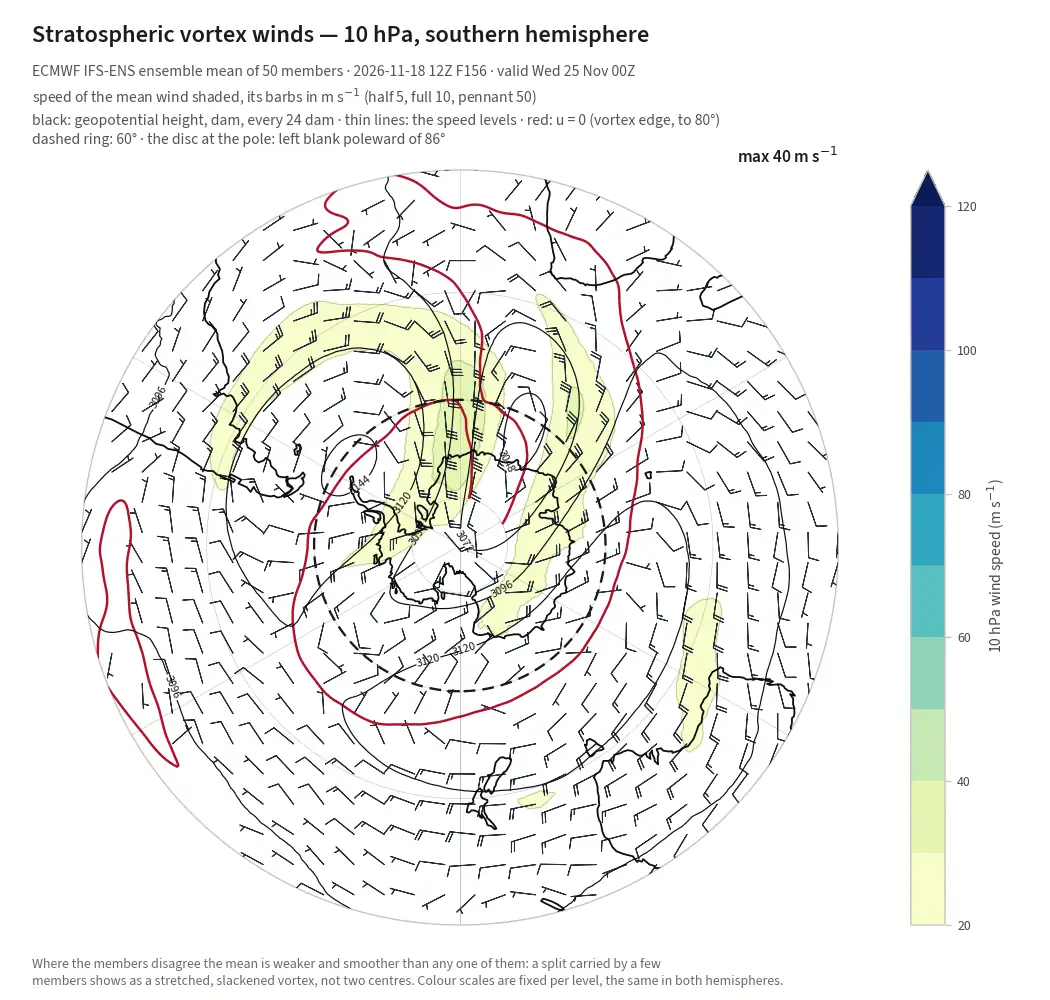 Stratospheric vortex winds — 10 hPa, southern hemisphere
ECMWF IFS-ENS ensemble mean of 50 members · 2026-11-18 12Z F156 · valid Wed 25 Nov 00Z
speed of the mean wind shaded, its barbs in m s⁻¹ (half 5, full 10, pennant 50)
black: geopotential height, dam, every 24 dam · thin lines: the speed levels · red: u = 0 (vortex edge, to 80°)
dashed ring: 60° · the disc at the pole: left blank poleward of 86°
max 40 m s⁻¹
120
100
80
60
40
20
10 hPa wind speed (m s⁻¹)
3096
3120
3072
3096
3120
3120
3096
Where the members disagree the mean is weaker and smoother than any one of them: a split carried by a few
members shows as a stretched, slackened vortex, not two centres. Colour scales are fixed per level, the same in both hemispheres.